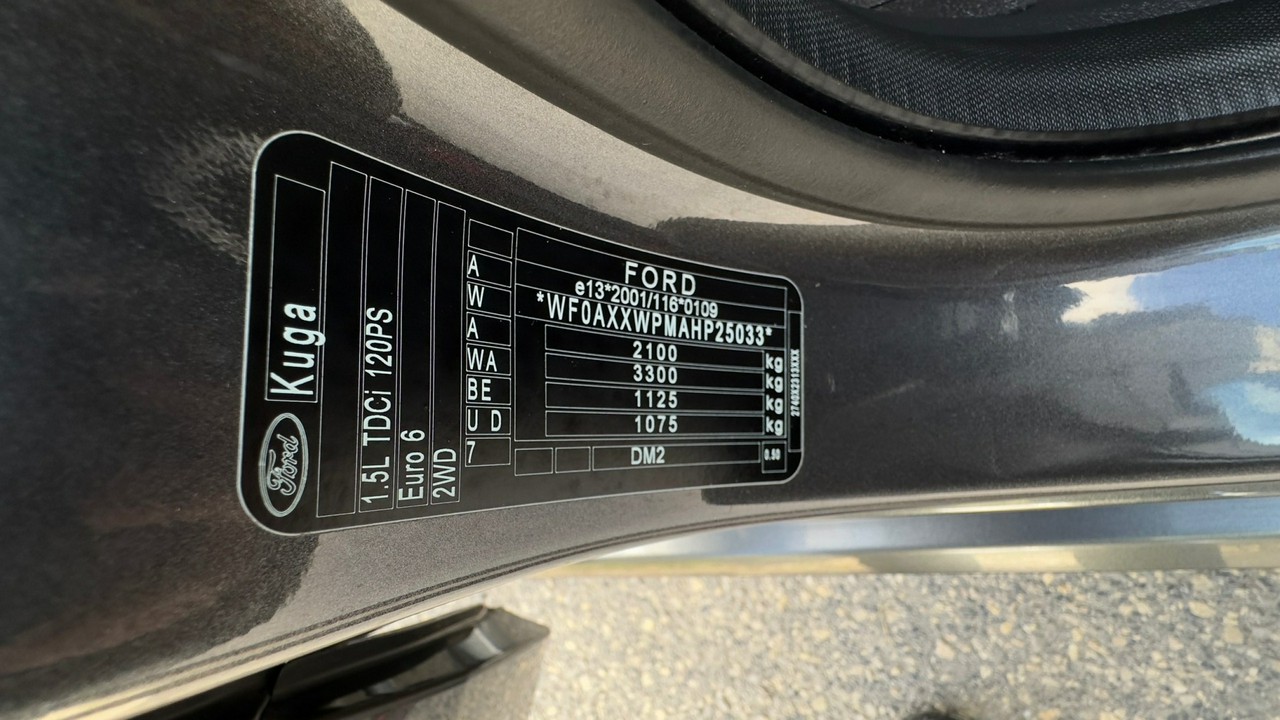 Ford
Kuga
1.5L TDCi 120PS
Euro 6
2WD
A
W
A
WA
BE
U D
7
FORD
e13*2001/116*0109
*WF0AXXWPMAHP25033*
2100 kg
3300 kg
1125 kg
1075 kg
DM2
0.50
2740X2313XXX